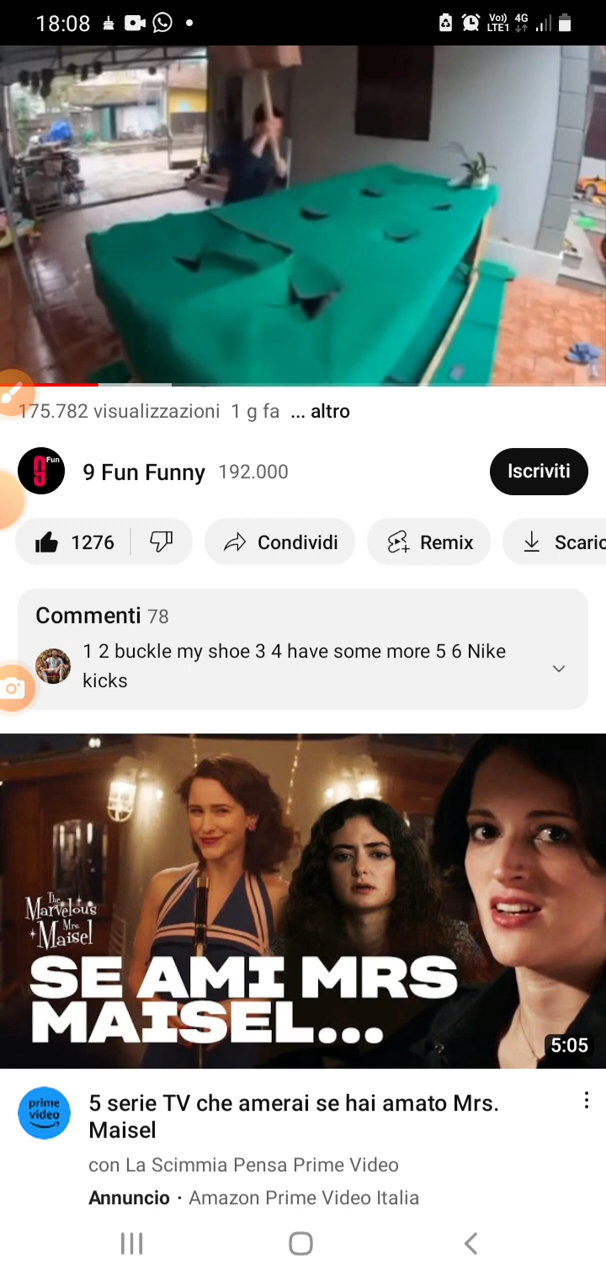 18:08
Vo)) 4G
LTE1
175.782 visualizzazioni 1 g fa ... altro
9 Fun
9 Fun Funny 192.000
Iscriviti
1276
Condividi
Remix
Scaric
Commenti 78
1 2 buckle my shoe 3 4 have some more 5 6 Nike
kicks
The
Marvelous
Mrs
Maisel
SE AMI MRS
MAISEL...
5:05
prime
video
5 serie TV che amerai se hai amato Mrs.
Maisel
con La Scimmia Pensa Prime Video
Annuncio · Amazon Prime Video Italia